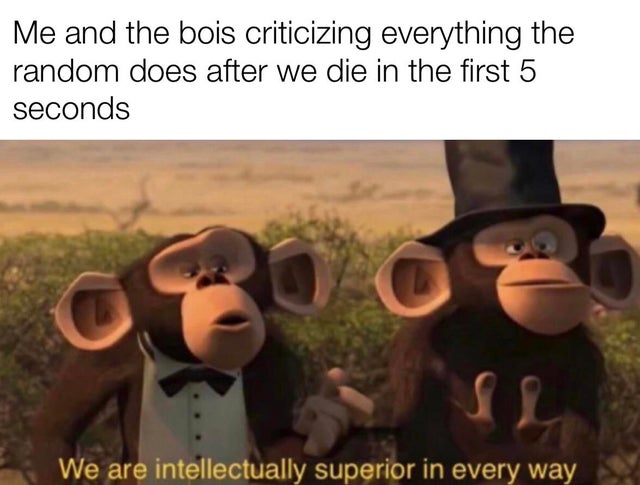 Me and the bois criticizing everything the
random does after we die in the first 5
seconds
We are intellectually superior in every way